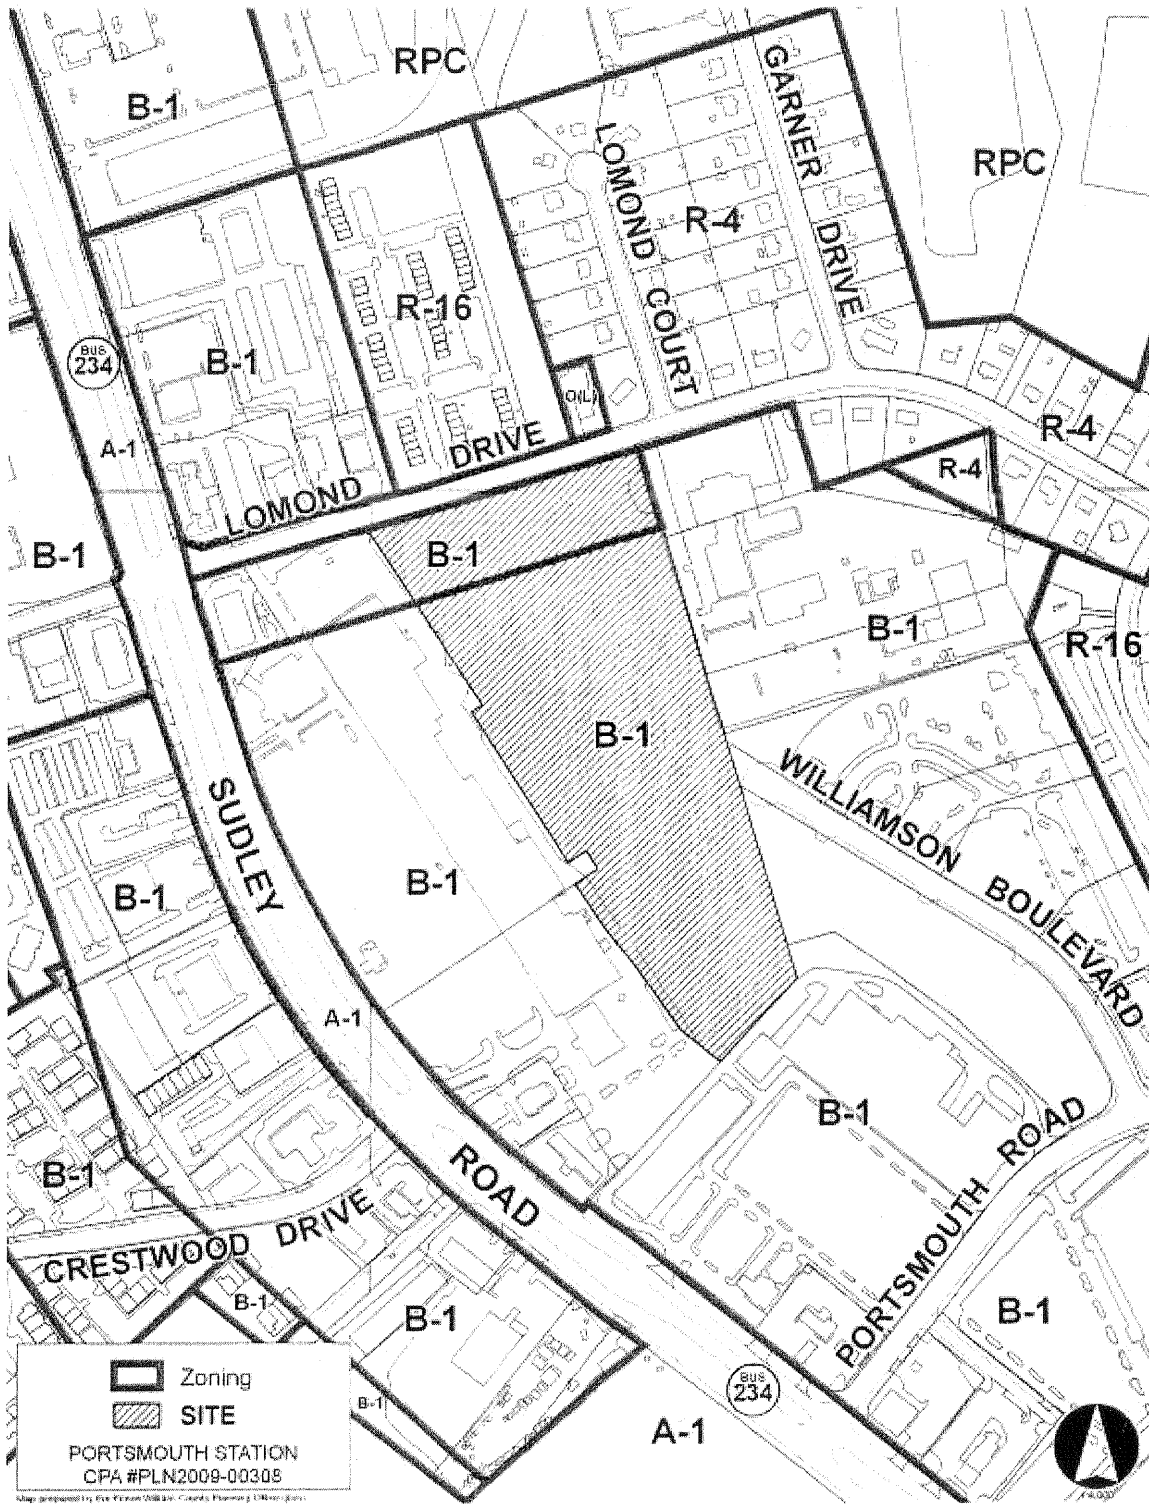 RPC
B-1
GARNER DRIVE
LOMOND COURT
RPC
R-4
R-16
BUS
234
B-1
O(L)
A-1
LOMOND DRIVE
R-4
R-4
B-1
B-1
B-1
R-16
B-1
WILLIAMSON BOULEVARD
SUDLEY ROAD
B-1
B-1
A-1
B-1
PORTSMOUTH ROAD
B-1
CRESTWOOD DRIVE
B-1
B-1
B-1
B-1
BUS
234
A-1
Zoning
SITE
PORTSMOUTH STATION
CPA #PLN2009-00308